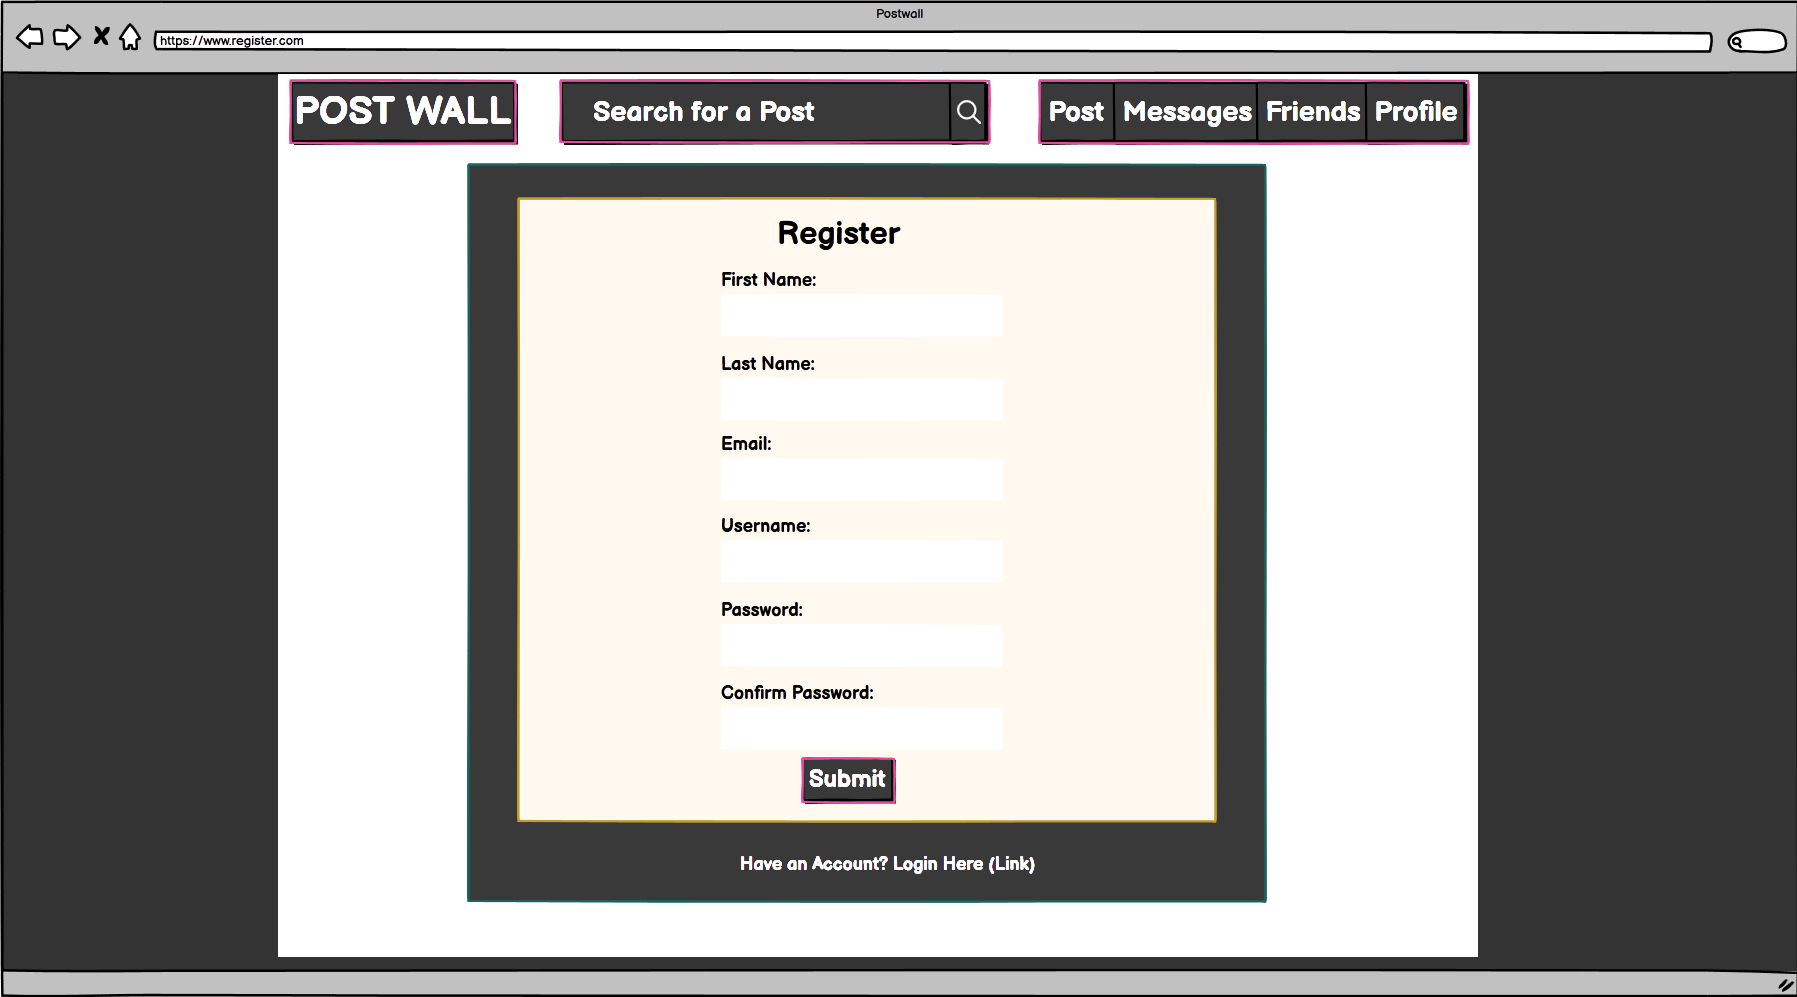 Postwall
https://www.register.com
POST WALL
Search for a Post
Post Messages Friends Profile
Register
First Name:
Last Name:
Email:
Username:
Password:
Confirm Password:
Submit
Have an Account? Login Here (Link)